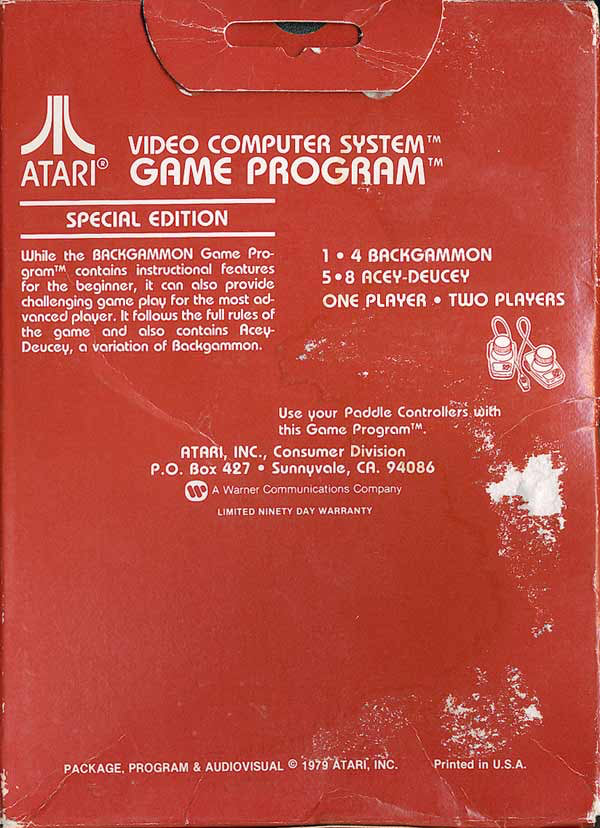 ATARI®
VIDEO COMPUTER SYSTEM™
GAME PROGRAM™
SPECIAL EDITION
While the BACKGAMMON Game Pro-
gram™ contains instructional features
for the beginner, it can also provide
challenging game play for the most ad-
vanced player. It follows the full rules of
the game and also contains Acey-
Deucey, a variation of Backgammon.
1 • 4 BACKGAMMON
5 • 8 ACEY-DEUCEY
ONE PLAYER • TWO PLAYERS
Use your Paddle Controllers with
this Game Program™.
ATARI, INC., Consumer Division
P.O. Box 427 • Sunnyvale, CA. 94086
A Warner Communications Company
LIMITED NINETY DAY WARRANTY
PACKAGE, PROGRAM & AUDIOVISUAL © 1979 ATARI, INC.
Printed in U.S.A.